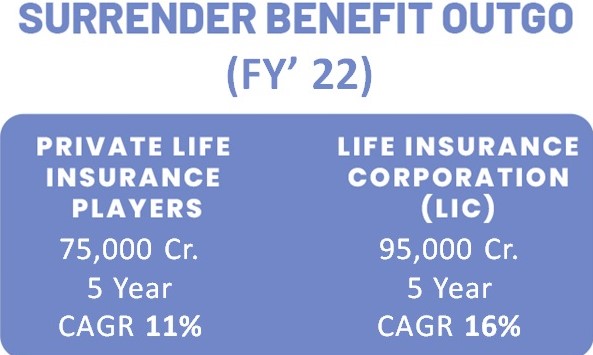 SURRENDER BENEFIT OUTGO
(FY’ 22)
PRIVATE LIFE
INSURANCE
PLAYERS
75,000 Cr.
5 Year
CAGR 11%
LIFE INSURANCE
CORPORATION
(LIC)
95,000 Cr.
5 Year
CAGR 16%